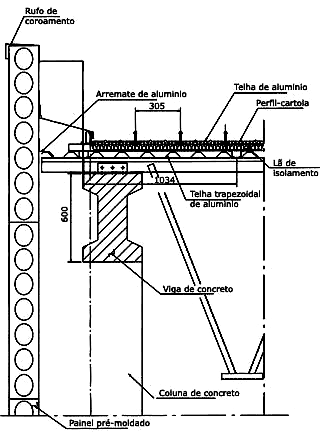 Rufo de
coroamento
Arremate de aluminio
Telha de alumínio
305
Perfil-cartola
Lã de
isolamento
1034
Telha trapezoidal
de alumínio
600
Viga de concreto
Coluna de concreto
Painel pré-moldado